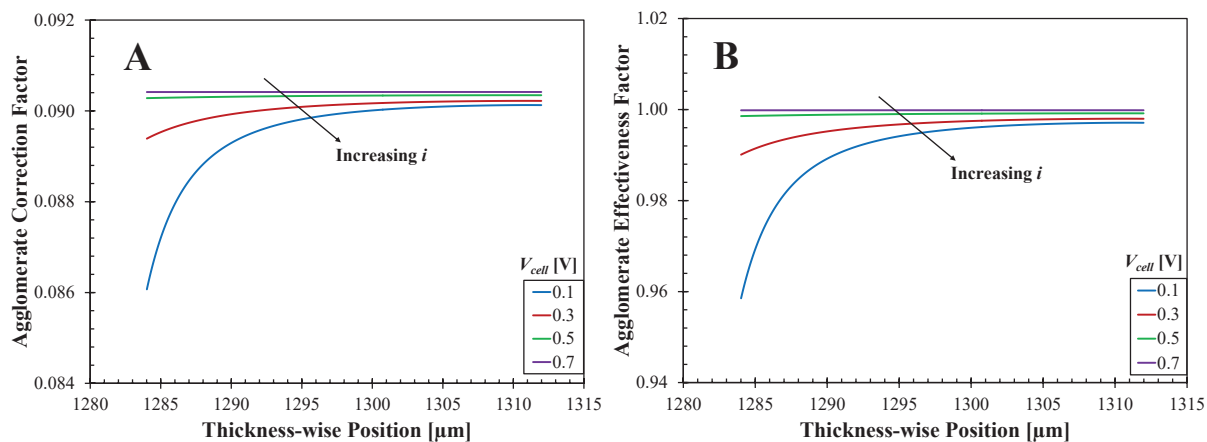 A
Agglomerate Correction Factor
0.092
0.090
0.088
0.086
0.084
Increasing i
V_cell [V]
0.1
0.3
0.5
0.7
1280 1285 1290 1295 1300 1305 1310 1315
Thickness-wise Position [µm]
B
Agglomerate Effectiveness Factor
1.02
1.00
0.98
0.96
0.94
Increasing i
V_cell [V]
0.1
0.3
0.5
0.7
1280 1285 1290 1295 1300 1305 1310 1315
Thickness-wise Position [µm]